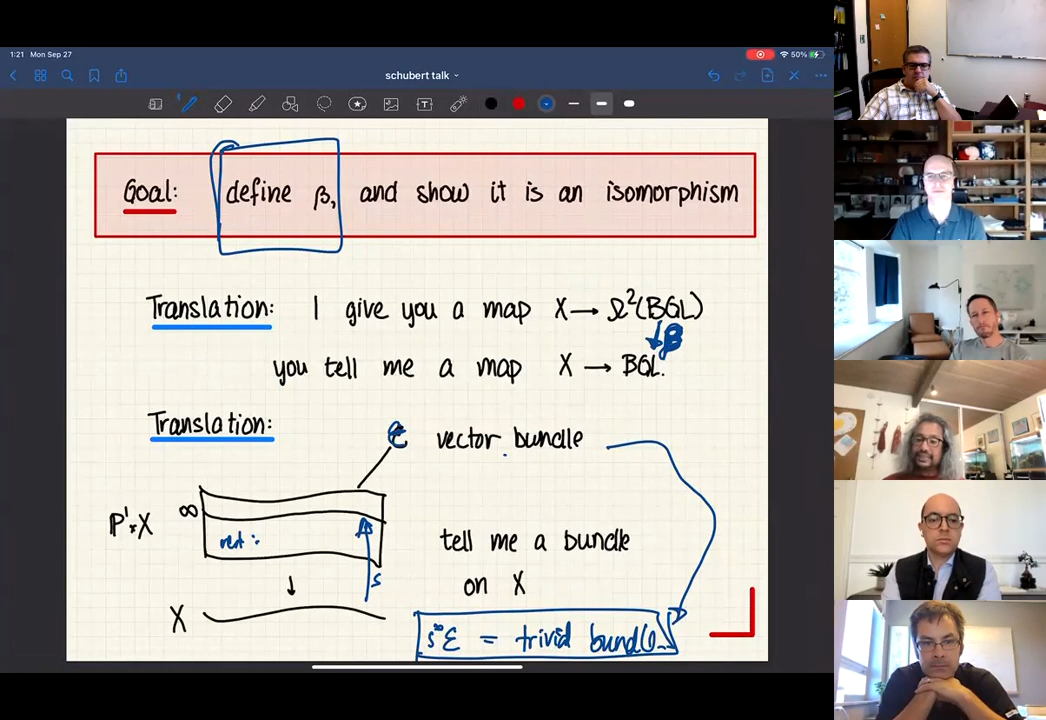 1:21 Mon Sep 27
50%
schubert talk
Goal: define β, and show it is an isomorphism
Translation: I give you a map X → Ω²(BGL)
β
you tell me a map X → BGL.
Translation:
E vector bundle
∞
P¹×X
tell me a bundle
s
on X
X
s*E = trivial bundle